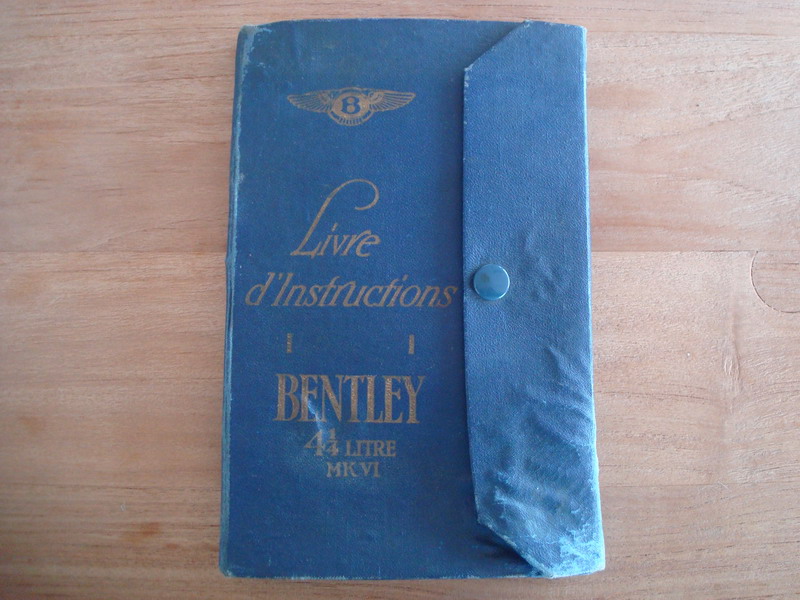 B
Livre
d'Instructions
BENTLEY
4¼ LITRE
MK VI